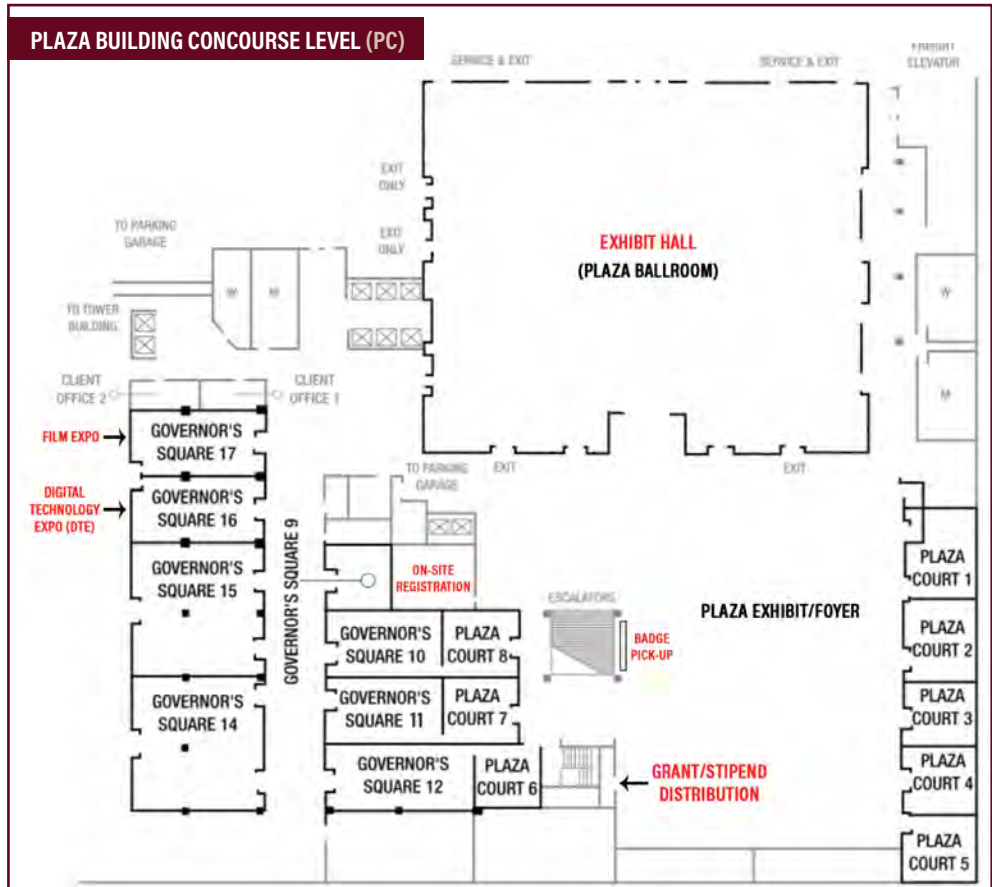 PLAZA BUILDING CONCOURSE LEVEL (PC)
SERVICE & EXIT
SERVICE & EXIT
FREIGHT
ELEVATOR
EXIT
ONLY
EXIT
ONLY
TO PARKING
GARAGE
W
M
TO TOWER
BUILDING
EXHIBIT HALL
(PLAZA BALLROOM)
W
M
CLIENT
OFFICE 2
CLIENT
OFFICE 1
FILM EXPO
GOVERNOR'S
SQUARE 17
DIGITAL
TECHNOLOGY
EXPO (DTE)
GOVERNOR'S
SQUARE 16
GOVERNOR'S
SQUARE 15
GOVERNOR'S
SQUARE 14
GOVERNOR'S SQUARE 9
TO PARKING
GARAGE
EXIT
EXIT
ON-SITE
REGISTRATION
ESCALATORS
BADGE
PICK-UP
PLAZA EXHIBIT/FOYER
GOVERNOR'S
SQUARE 10
PLAZA
COURT 8
GOVERNOR'S
SQUARE 11
PLAZA
COURT 7
GOVERNOR'S
SQUARE 12
PLAZA
COURT 6
GRANT/STIPEND
DISTRIBUTION
PLAZA
COURT 1
PLAZA
COURT 2
PLAZA
COURT 3
PLAZA
COURT 4
PLAZA
COURT 5